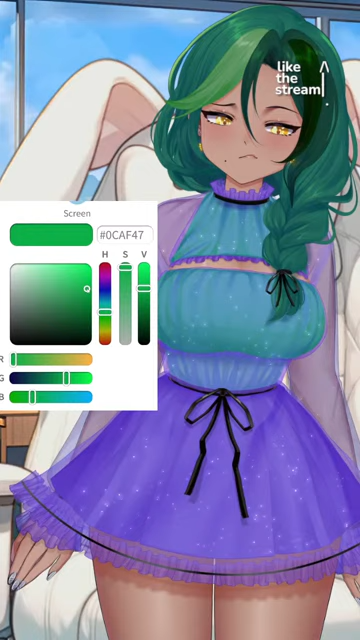 like
the
stream
Screen
#0CAF47
H S V
R
G
B